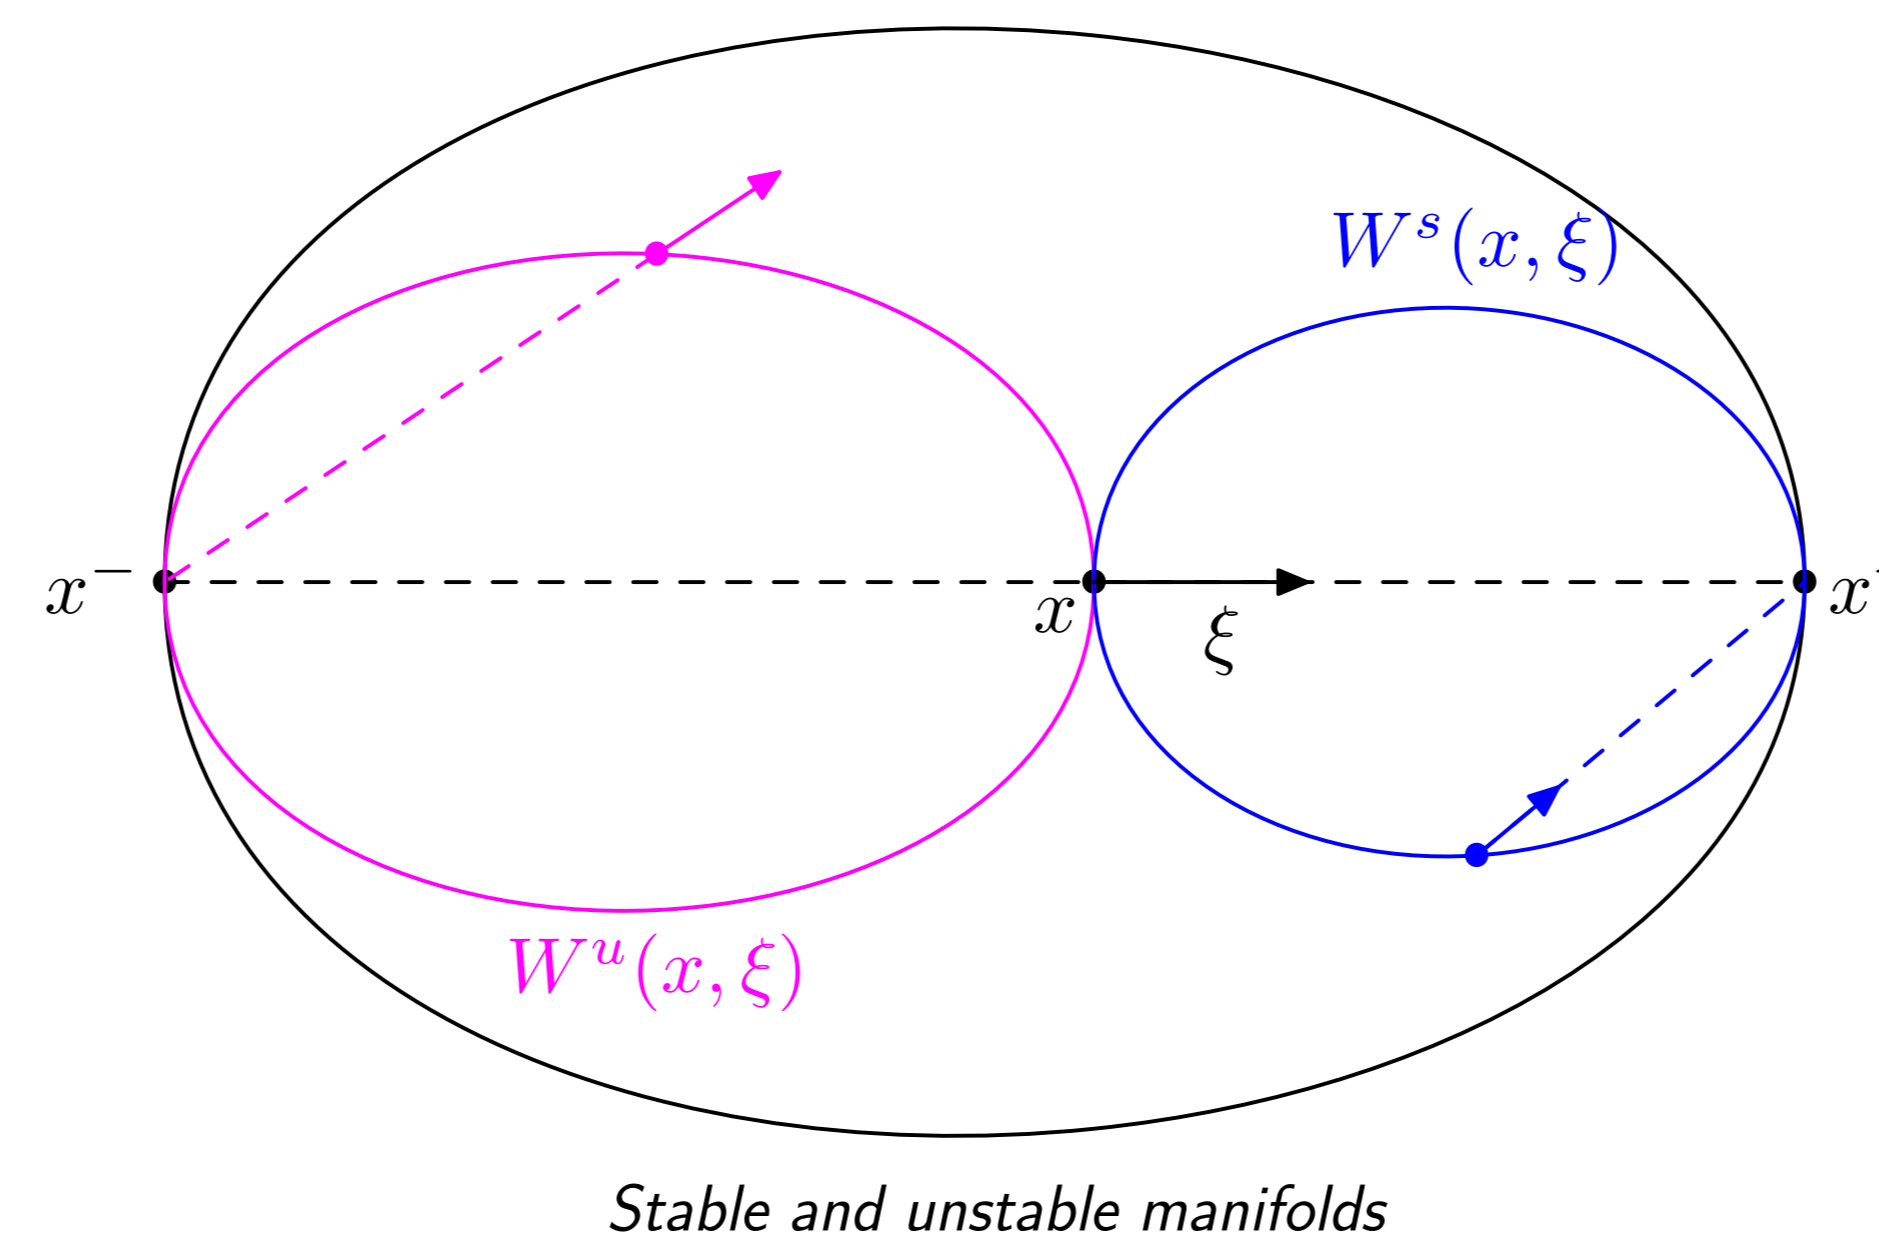 W^s(x, ξ)
x^-
x
ξ
x
W^u(x, ξ)
Stable and unstable manifolds